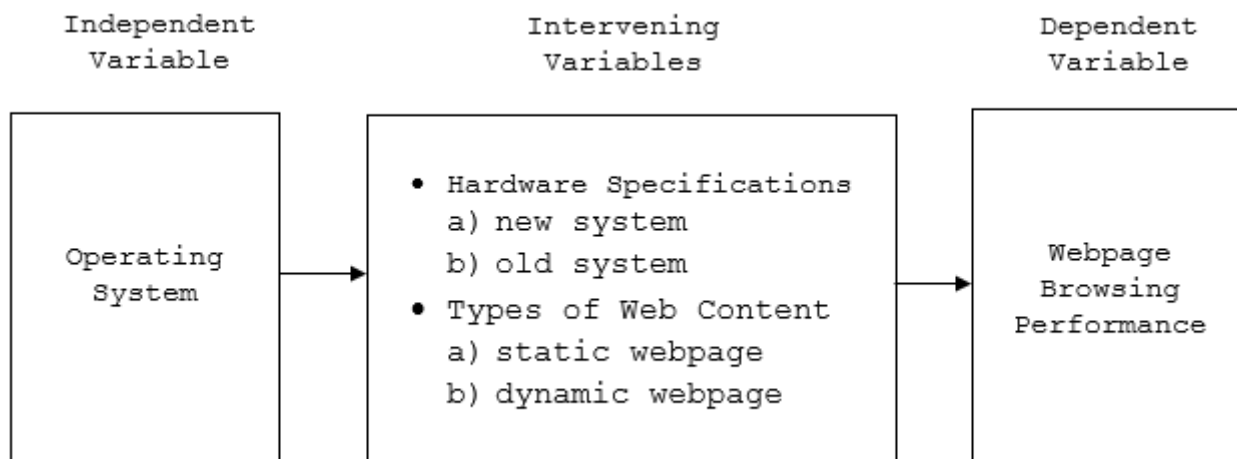 Independent
Variable
Intervening
Variables
Dependent
Variable
Operating
System
• Hardware Specifications
a) new system
b) old system
• Types of Web Content
a) static webpage
b) dynamic webpage
Webpage
Browsing
Performance